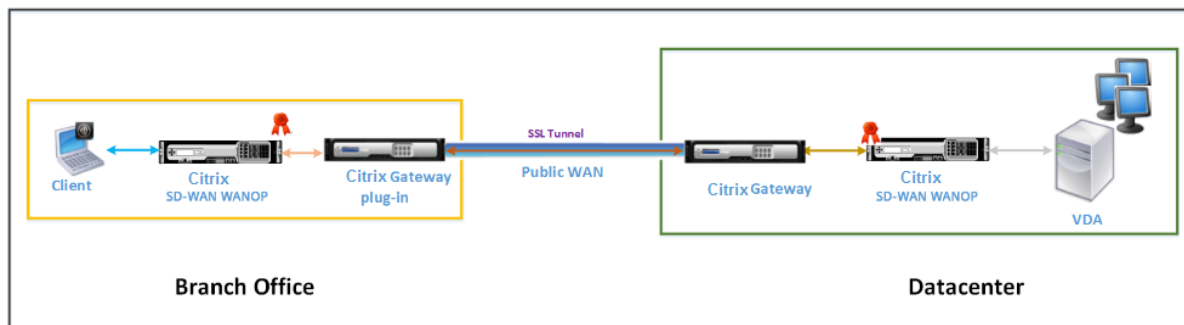 SSL Tunnel
Client
Citrix
SD-WAN WANOP
Citrix Gateway
plug-in
Public WAN
Citrix Gateway
Citrix
SD-WAN WANOP
VDA
Branch Office
Datacenter